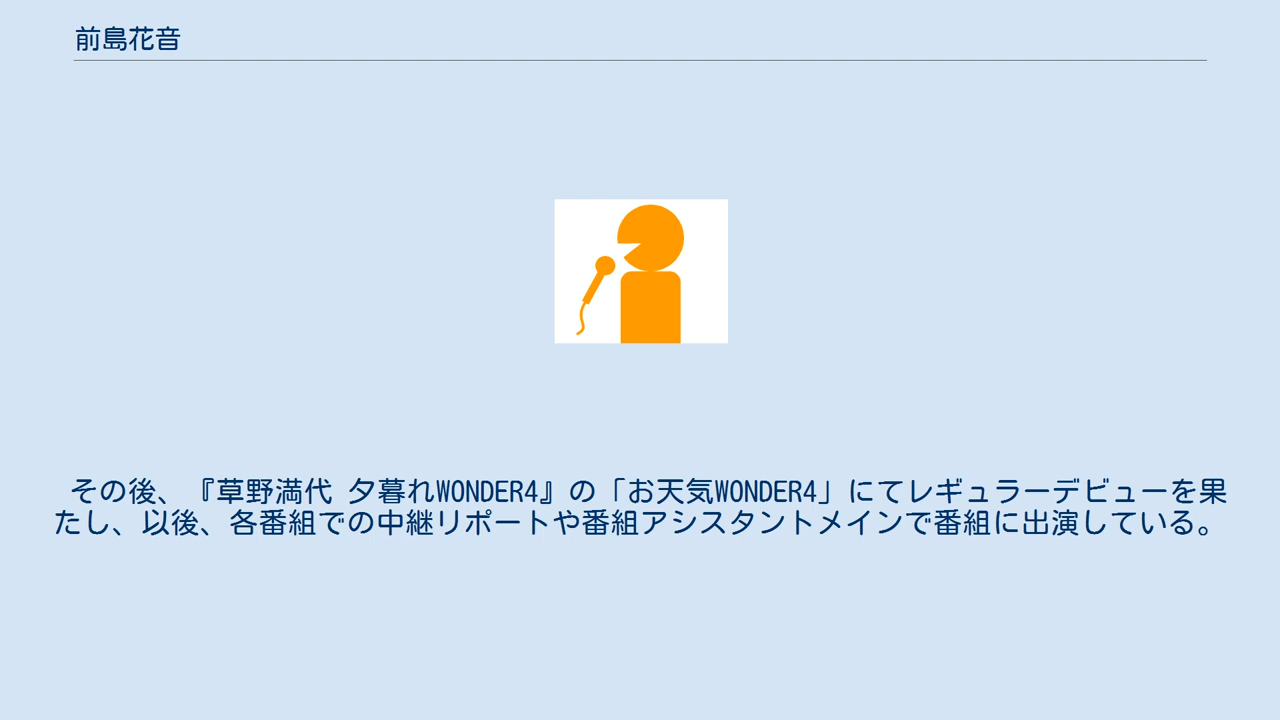 前島花音
その後、『草野満代 夕暮れWONDER4』の「お天気WONDER4」にてレギュラーデビューを果
たし、以後、各番組での中継リポートや番組アシスタントメインで番組に出演している。